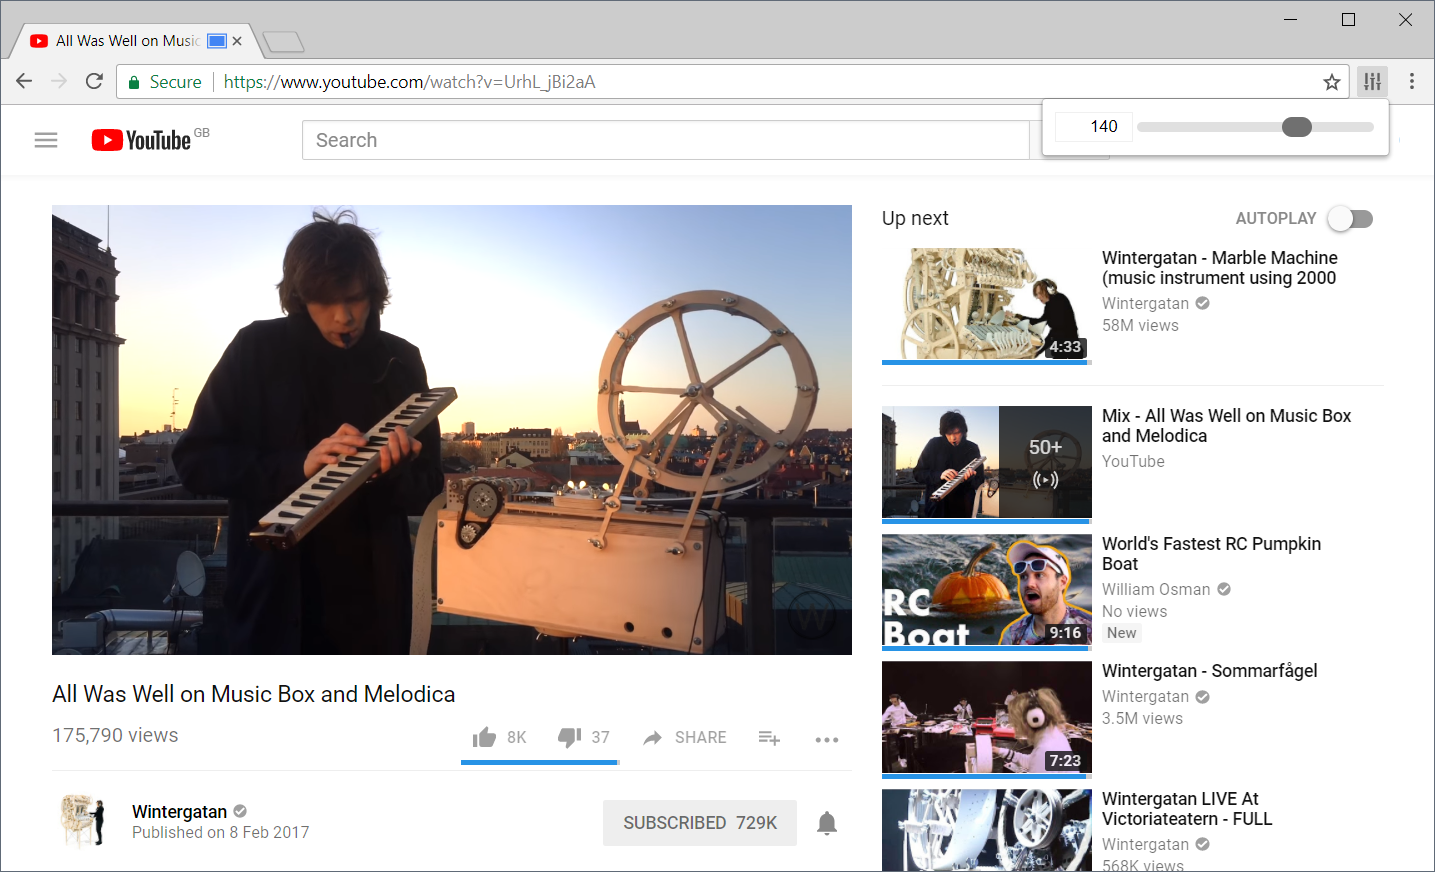 All Was Well on Music
Secure
https://www.youtube.com/watch?v=UrhL_jBi2aA
140
YouTube GB
Search
Up next
AUTOPLAY
Wintergatan - Marble Machine
(music instrument using 2000
Wintergatan
58M views
4:33
Mix - All Was Well on Music Box
and Melodica
YouTube
50+
World's Fastest RC Pumpkin
Boat
William Osman
No views
New
RC
Boat
9:16
Wintergatan - Sommarfågel
Wintergatan
3.5M views
7:23
Wintergatan LIVE At
Victoriateatern - FULL
Wintergatan
568K views
W
All Was Well on Music Box and Melodica
175,790 views
8K
37
SHARE
Wintergatan
Published on 8 Feb 2017
SUBSCRIBED 729K